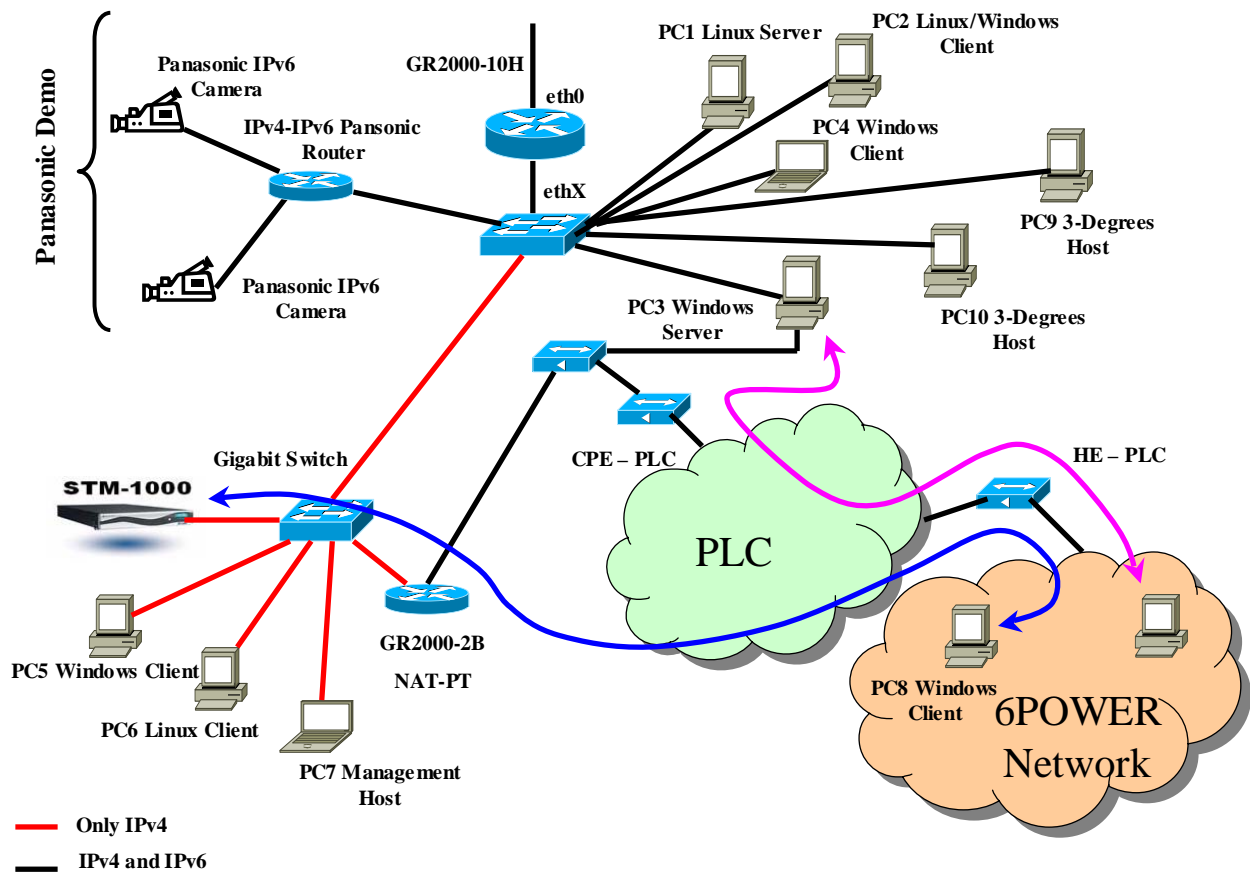 Panasonic Demo
Panasonic IPv6
Camera
IPv4-IPv6 Pansonic
Router
Panasonic IPv6
Camera
GR2000-10H
eth0
ethX
PC1 Linux Server
PC2 Linux/Windows
Client
PC4 Windows
Client
PC9 3-Degrees
Host
PC10 3-Degrees
Host
PC3 Windows
Server
CPE – PLC
HE – PLC
Gigabit Switch
STM-1000
PLC
GR2000-2B
NAT-PT
PC5 Windows Client
PC6 Linux Client
PC7 Management
Host
PC8 Windows
Client
6POWER
Network
Only IPv4
IPv4 and IPv6